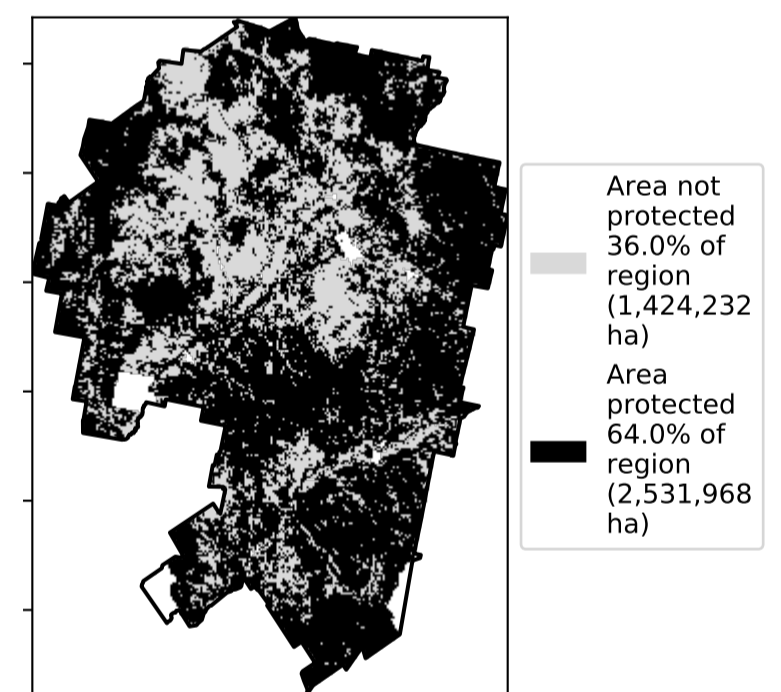 Area not
protected
36.0% of
region
(1,424,232
ha)
Area
protected
64.0% of
region
(2,531,968
ha)